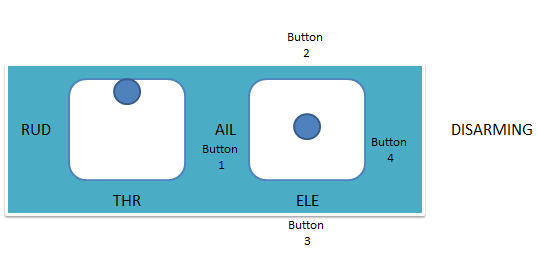 Button
2
RUD
AIL
DISARMING
Button
1
Button
4
THR
ELE
Button
3